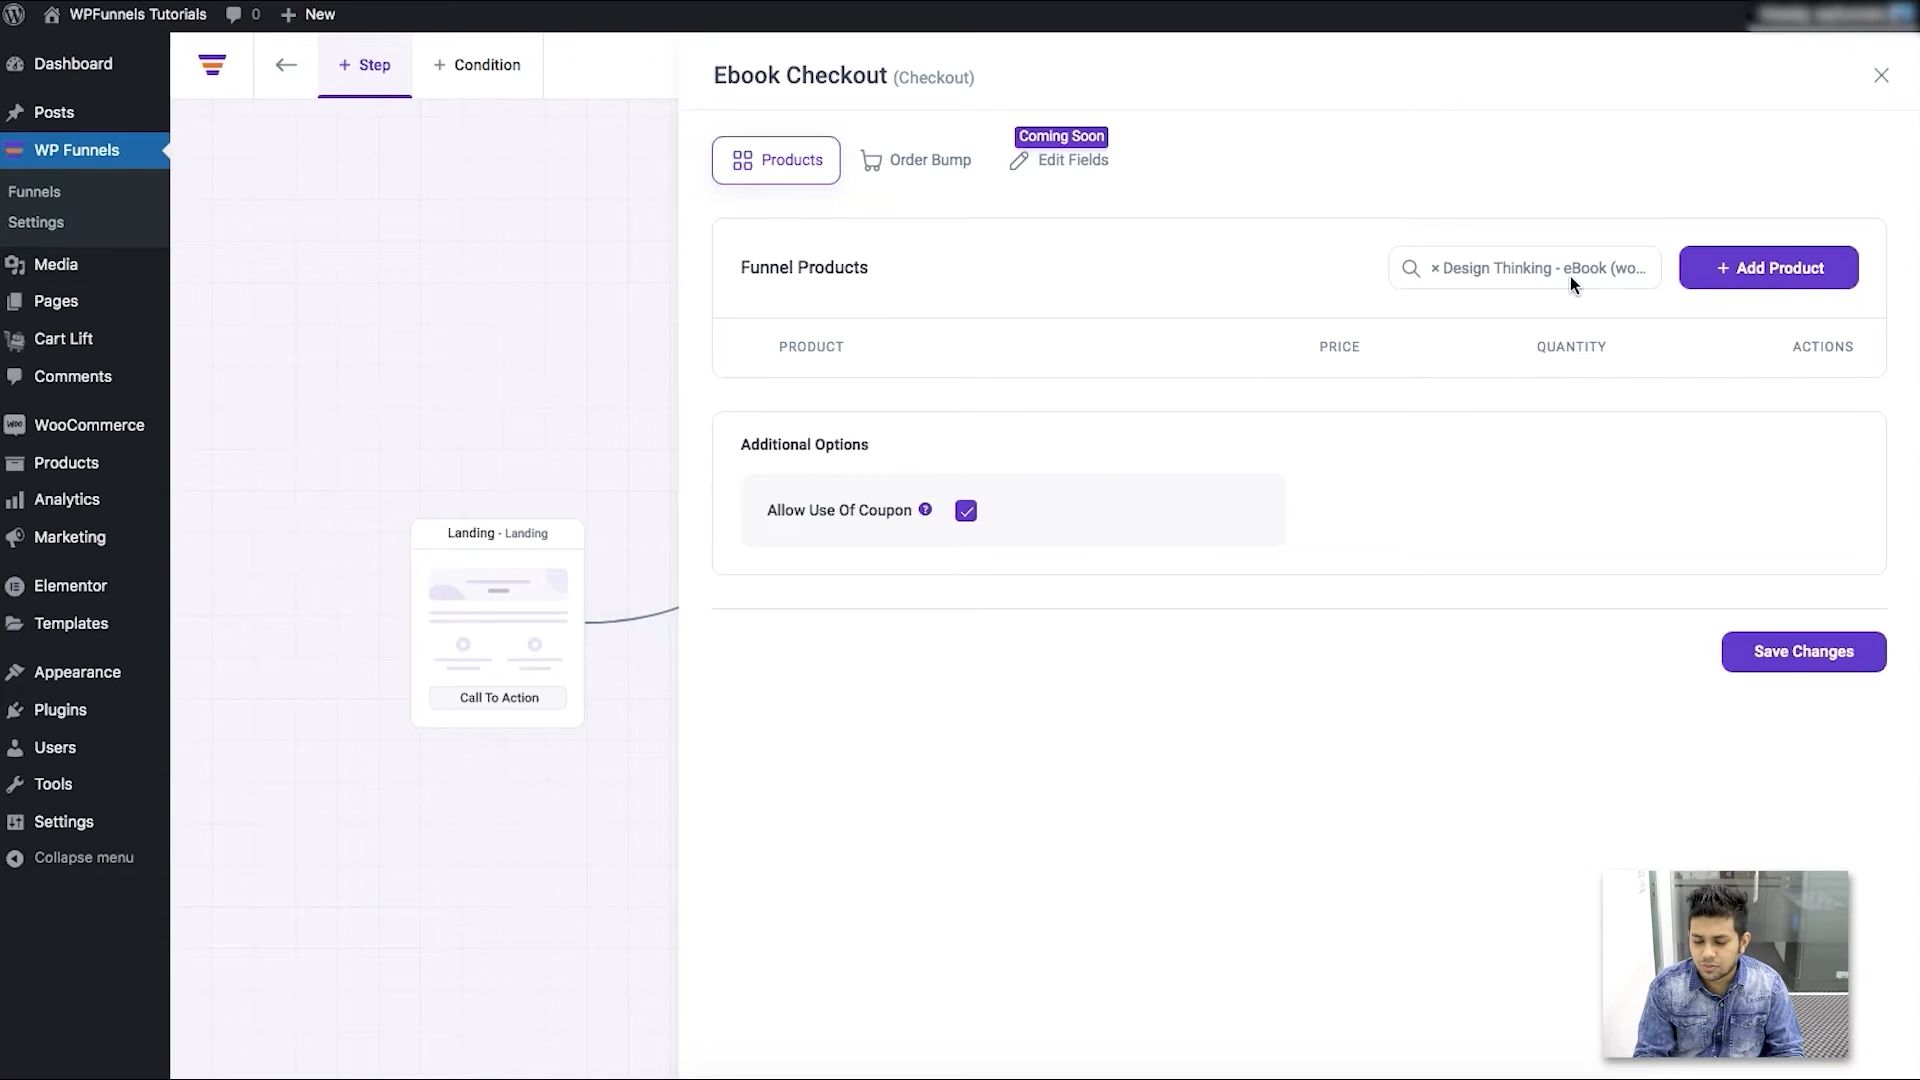 WPFunnels Tutorials
0
New
Dashboard
Posts
WP Funnels
Funnels
Settings
Media
Pages
Cart Lift
Comments
WooCommerce
Products
Analytics
Marketing
Elementor
Templates
Appearance
Plugins
Users
Tools
Settings
Collapse menu
+ Step
+ Condition
Landing - Landing
Call To Action
Ebook Checkout (Checkout)
Products
Order Bump
Coming Soon
Edit Fields
Funnel Products
× Design Thinking - eBook (wo...
+ Add Product
PRODUCT PRICE QUANTITY ACTIONS
Additional Options
Allow Use Of Coupon ?
Save Changes